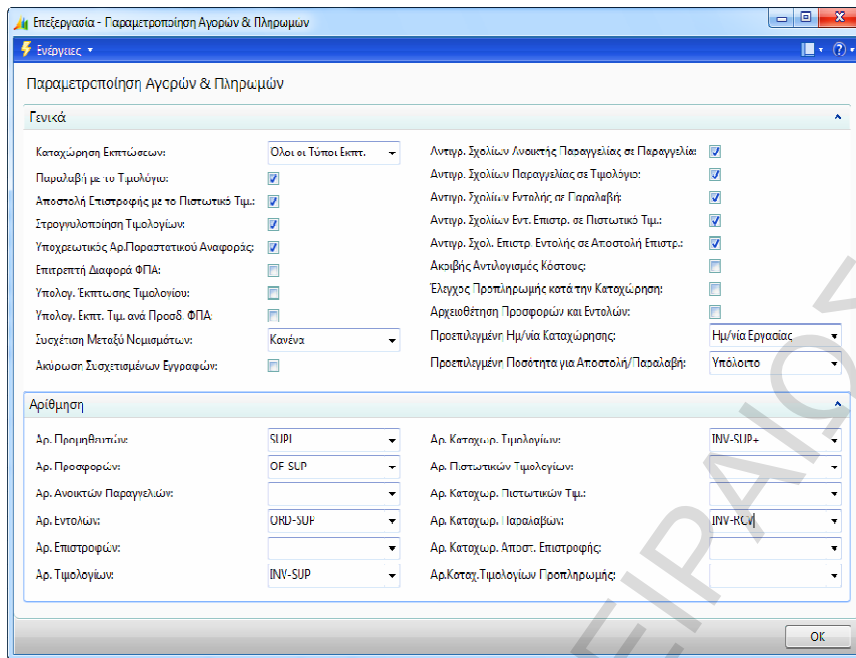 Επεξεργασία - Παραμετροποίηση Αγορών & Πληρωμών
Ενέργειες
Παραμετροποίηση Αγορών & Πληρωμών
Γενικά
Καταχώρηση Εκπτώσεων: Όλοι οι Τύποι Εκπτ.
Παραλαβή με το Τιμολόγιο:
Αποστολή Επιστροφής με το Πιστωτικό Τιμ.:
Στρογγυλοποίηση Τιμολογίων:
Υποχρεωτικός Αρ.Παραστατικού Αναφοράς:
Επιτρεπτή Διαφορά ΦΠΑ:
Υπολογ. Έκπτωσης Τιμολογίου:
Υπολογ. Εκπτ. Τιμ. ανά Προσδ. ΦΠΑ:
Συσχέτιση Μεταξύ Νομισμάτων: Κανένα
Ακύρωση Συσχετισμένων Εγγραφών:
Αντιγρ. Σχολίων Ανοικτής Παραγγελίας σε Παραγγελία:
Αντιγρ. Σχολίων Παραγγελίας σε Τιμολόγιο:
Αντιγρ. Σχολίων Εντολής σε Παραλαβή:
Αντιγρ. Σχολίων Εντ. Επιστρ. σε Πιστωτικό Τιμ.:
Αντιγρ. Σχολ. Επιστρ. Εντολής σε Αποστολή Επιστρ.:
Ακριβής Αντιλογισμός Κόστους:
Έλεγχος Προπληρωμής κατά την Καταχώρηση:
Αρχειοθέτηση Προσφορών και Εντολών:
Προεπιλεγμένη Ημ/νία Καταχώρησης: Ημ/νία Εργασίας
Προεπιλεγμένη Ποσότητα για Αποστολή/Παραλαβή: Υπόλοιπο
Αρίθμηση
Αρ. Προμηθευτών: SUPL
Αρ. Προσφορών: OF SUP
Αρ. Ανοικτών Παραγγελιών:
Αρ. Εντολών: ORD-SUP
Αρ. Επιστροφών:
Αρ. Τιμολογίων: INV-SUP
Αρ. Καταχωρ. Τιμολογίων: INV-SUP+
Αρ. Πιστωτικών Τιμολογίων:
Αρ. Καταχωρ. Πιστωτικών Τιμ.:
Αρ. Καταχωρ. Παραλαβών: INV-RCV
Αρ. Καταχωρ. Αποστ. Επιστροφής:
Αρ.Καταχ.Τιμολογίων Προπληρωμής:
OK
ΕΙΡΑΙΩΣ